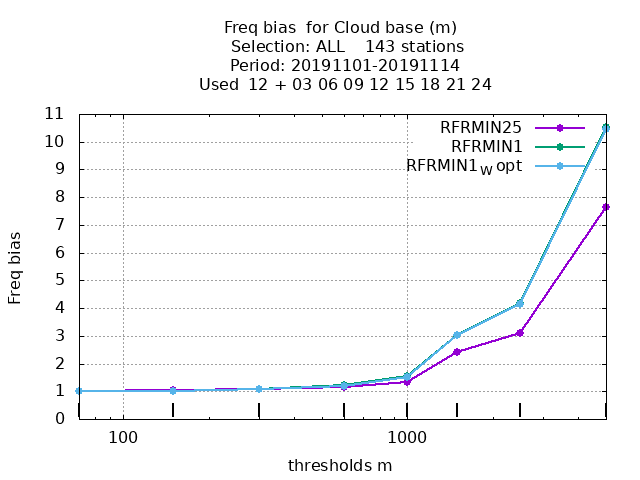 Freq bias  for Cloud base (m)
Selection: ALL    143 stations
Period: 20191101-20191114
Used  12 + 03 06 09 12 15 18 21 24
RFRMIN25
RFRMIN1
RFRMIN1W opt
11
10
9
8
7
6
5
4
3
2
1
0
Freq bias
100
1000
thresholds m